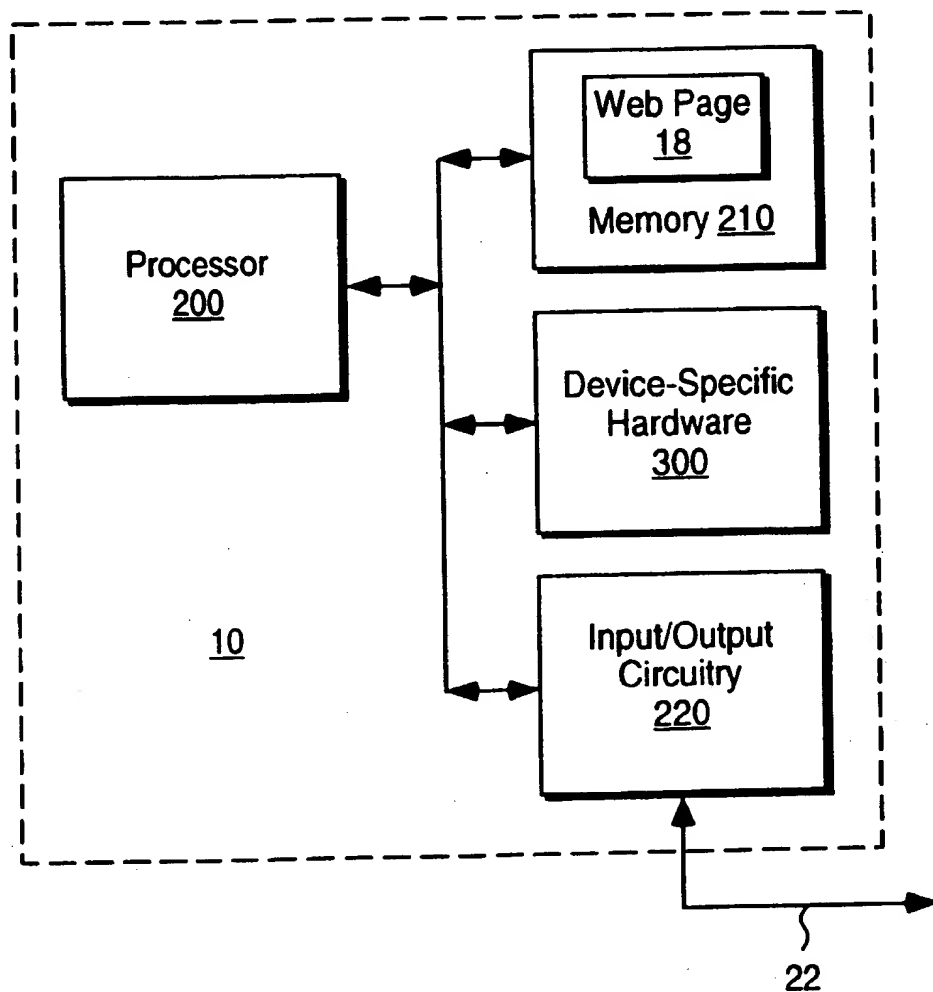 Web Page
18
Memory 210
Processor
200
Device-Specific
Hardware
300
10
Input/Output
Circuitry
220
22